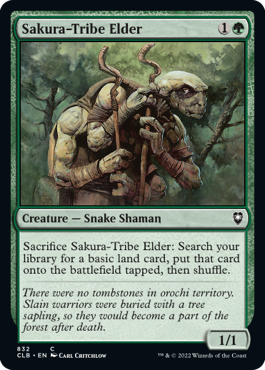 Sakura-Tribe Elder 1
Creature — Snake Shaman
Sacrifice Sakura-Tribe Elder: Search your
library for a basic land card, put that card
onto the battlefield tapped, then shuffle.
There were no tombstones in orochi territory.
Slain warriors were buried with a tree
sapling, so they would become a part of the
forest after death.
1/1
832 C
CLB • EN Carl Critchlow
™ & © 2022 Wizards of the Coast